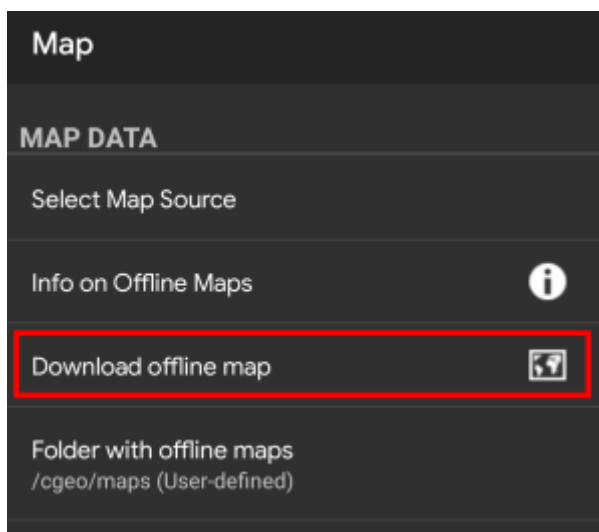 Map
MAP DATA
Select Map Source
Info on Offline Maps
Download offline map
Folder with offline maps
/cgeo/maps (User-defined)